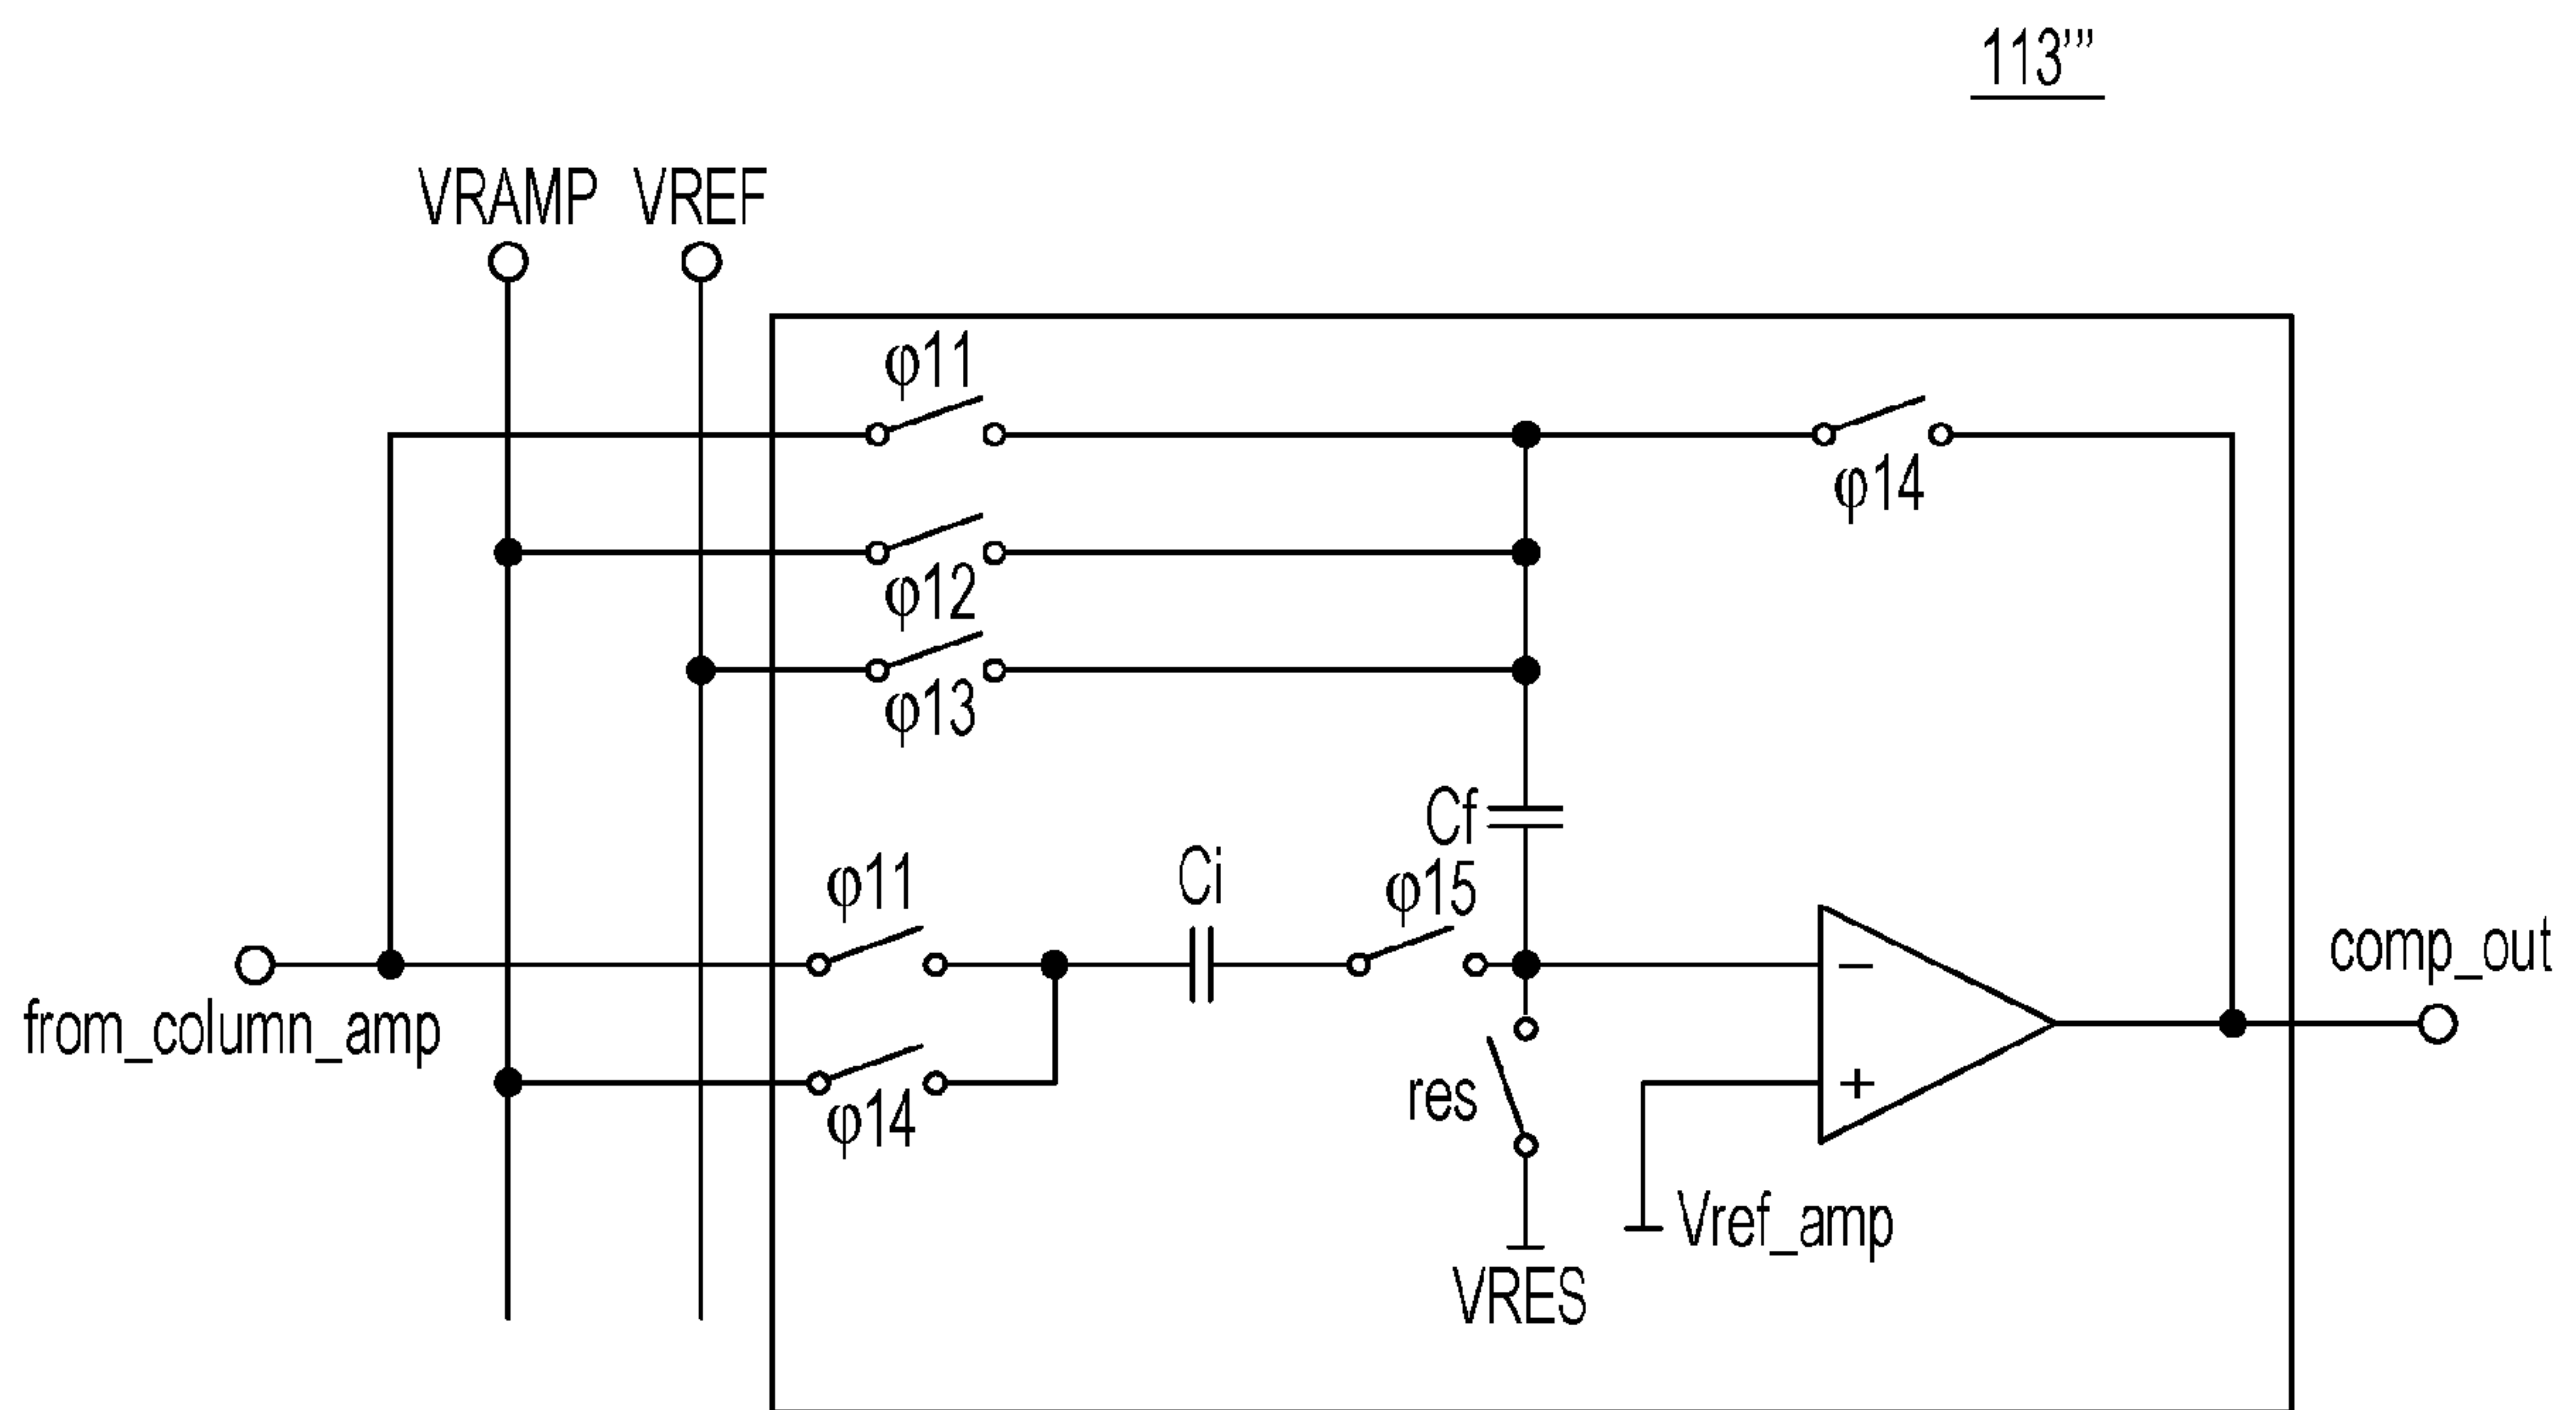 113'''
VRAMP VREF
φ11
φ14
φ12
φ13
Cf
φ11
Ci
φ15
−
comp_out
from_column_amp
res
+
φ14
Vref_amp
VRES